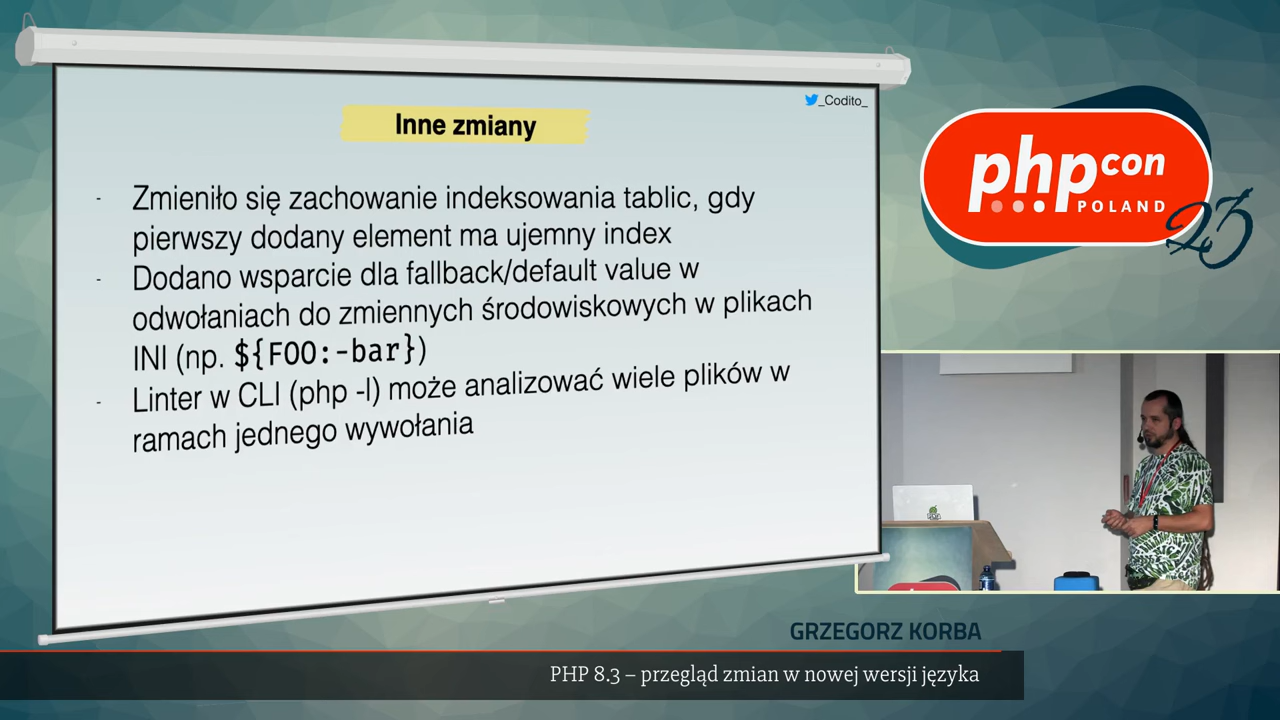 _Codito_
Inne zmiany
- Zmieniło się zachowanie indeksowania tablic, gdy
pierwszy dodany element ma ujemny index
- Dodano wsparcie dla fallback/default value w
odwołaniach do zmiennych środowiskowych w plikach
INI (np. ${FOO:-bar})
- Linter w CLI (php -l) może analizować wiele plików w
ramach jednego wywołania
phpcon
POLAND
23
GRZEGORZ KORBA
PHP 8.3 – przegląd zmian w nowej wersji języka